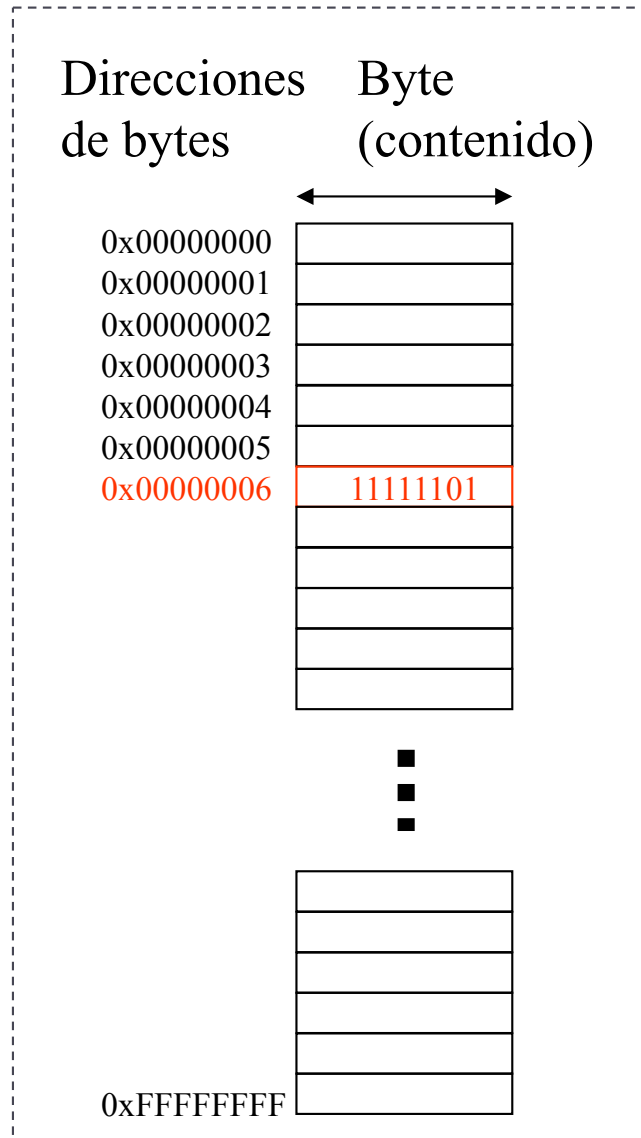 Direcciones Byte
de bytes (contenido)
0x00000000
0x00000001
0x00000002
0x00000003
0x00000004
0x00000005
0x00000006 11111101
0xFFFFFFFF